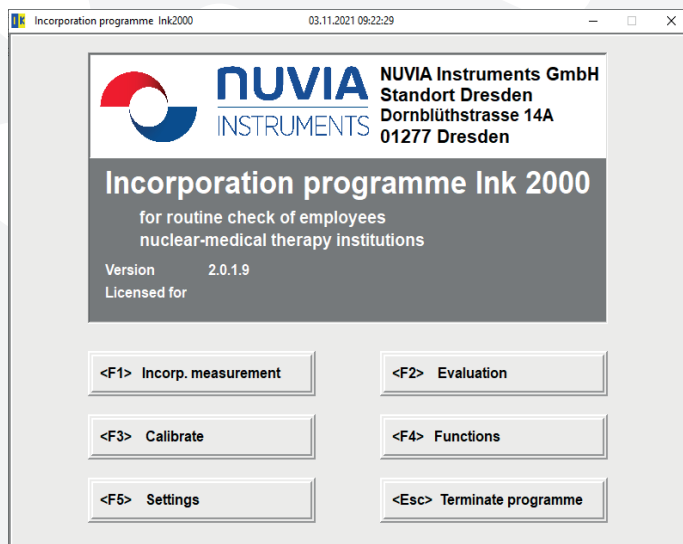 IK Incorporation programme Ink2000 03.11.2021 09:22:29
NUVIA
INSTRUMENTS
NUVIA Instruments GmbH
Standort Dresden
Dornblüthstrasse 14A
01277 Dresden
Incorporation programme Ink 2000
for routine check of employees
nuclear-medical therapy institutions
Version 2.0.1.9
Licensed for
<F1> Incorp. measurement
<F2> Evaluation
<F3> Calibrate
<F4> Functions
<F5> Settings
<Esc> Terminate programme